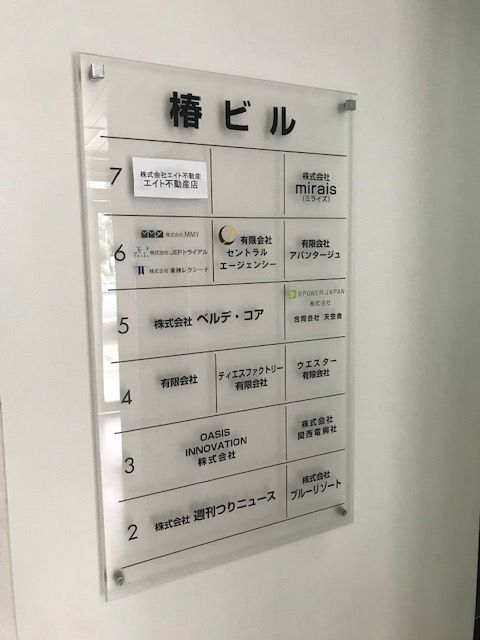 椿ビル
7
株式会社エイト不動産
エイト不動産店
株式会社
mirais
(ミライズ)
6
MMY 株式会社 MMY
株式会社 JEPトライアル
株式会社 東神レクシード
有限会社
セントラル
エージェンシー
有限会社
アバンタージュ
5
株式会社 ベルデ・コア
BPOWER JAPAN
株式会社
合同会社 天空舎
4
有限会社
ティエスファクトリー
有限会社
ウエスター
有限会社
3
OASIS
INNOVATION
株式会社
株式会社
関西電興社
2
株式会社 週刊つりニュース
株式会社
ブルーリゾート